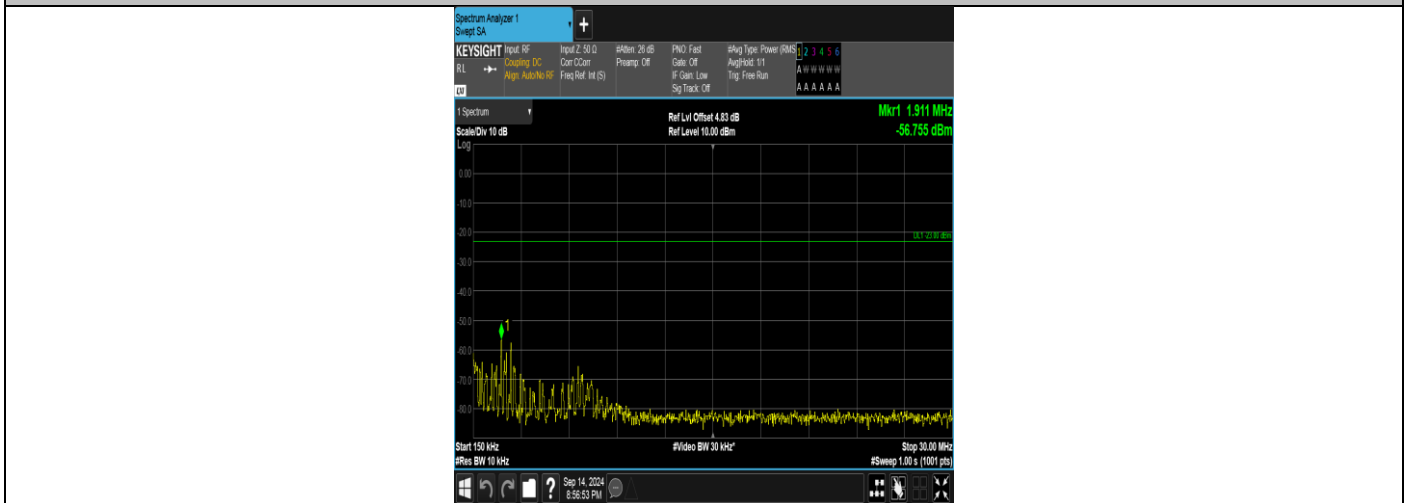 Spectrum Analyzer 1
Swept SA
+
KEYSIGHT
RL
Input: RF
Coupling: DC
Align: Auto/No RF
Input Z: 50 Ω
Corr CCorr
Freq Ref: Int (S)
#Atten: 26 dB
Preamp: Off
PNO: Fast
Gate: Off
IF Gain: Low
Sig Track: Off
#Avg Type: Power (RMS
Avg|Hold: 1/1
Trig: Free Run
1 2 3 4 5 6
A W W W W W
A A A A A A
1 Spectrum
Scale/Div 10 dB
Ref Lvl Offset 4.83 dB
Ref Level 10.00 dBm
Mkr1 1.911 MHz
-56.755 dBm
Log
0.00
-10.0
-20.0
DL1 -23.00 dBm
-30.0
-40.0
-50.0
1
-60.0
-70.0
-80.0
Start 150 kHz
#Res BW 10 kHz
#Video BW 30 kHz*
Stop 30.00 MHz
#Sweep 1.00 s (1001 pts)
?
Sep 14, 2024
8:56:53 PM